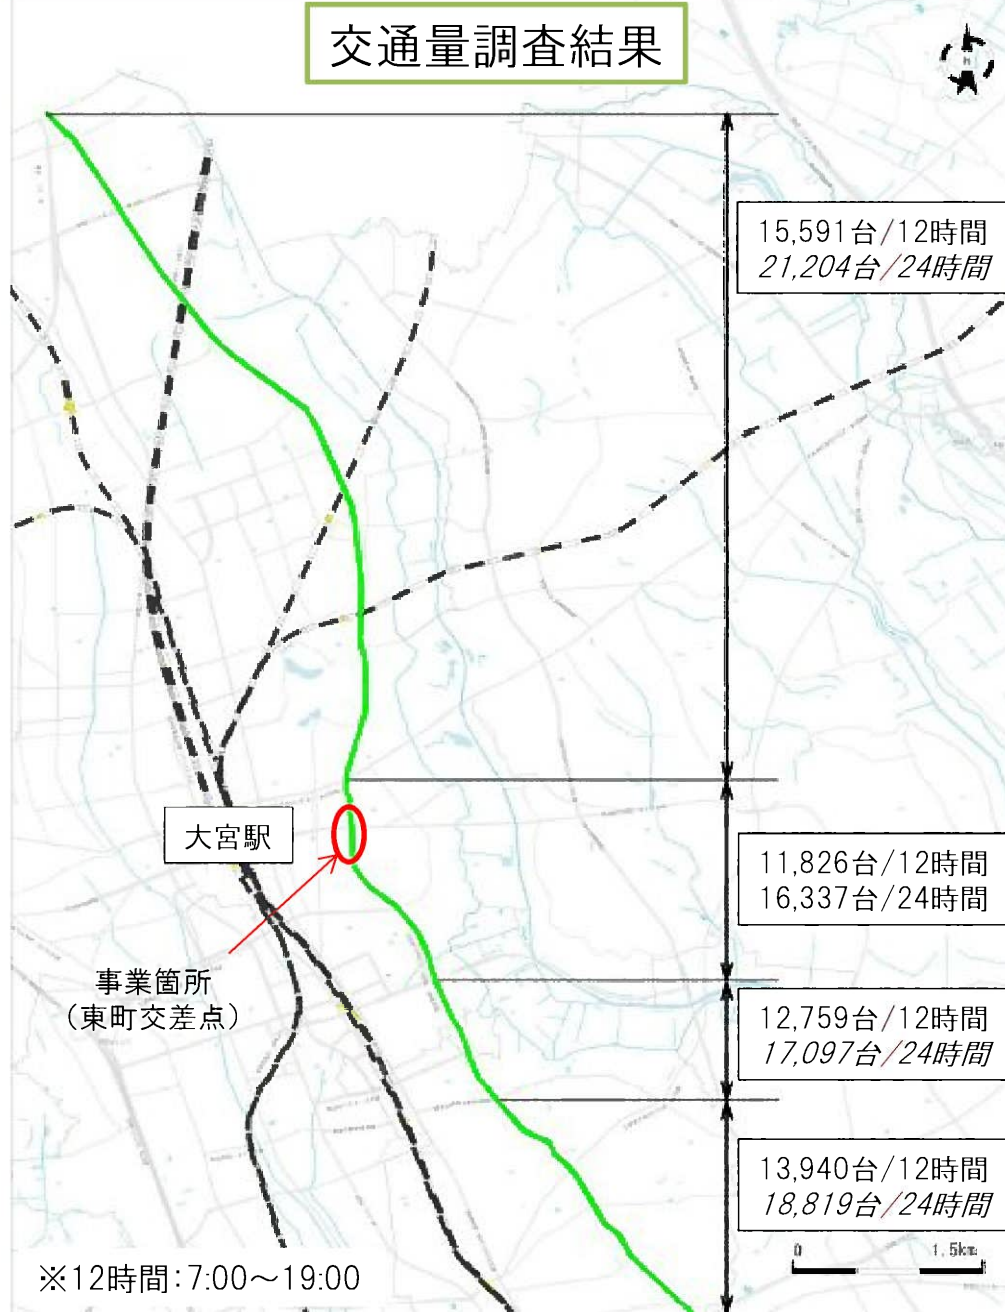 交通量調査結果
15,591台/12時間
21,204台/24時間
大宮駅
11,826台/12時間
16,337台/24時間
事業箇所
(東町交差点)
12,759台/12時間
17,097台/24時間
13,940台/12時間
18,819台/24時間
0 1.5km
※12時間:7:00～19:00